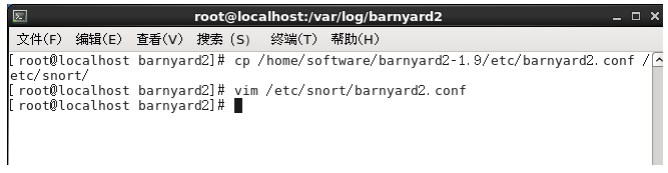 root@localhost:/var/log/barnyard2
文件(F) 编辑(E) 查看(V) 搜索 (S) 终端(T) 帮助(H)
[root@localhost barnyard2]# cp /home/software/barnyard2-1.9/etc/barnyard2.conf /
etc/snort/
[root@localhost barnyard2]# vim /etc/snort/barnyard2.conf
[root@localhost barnyard2]#